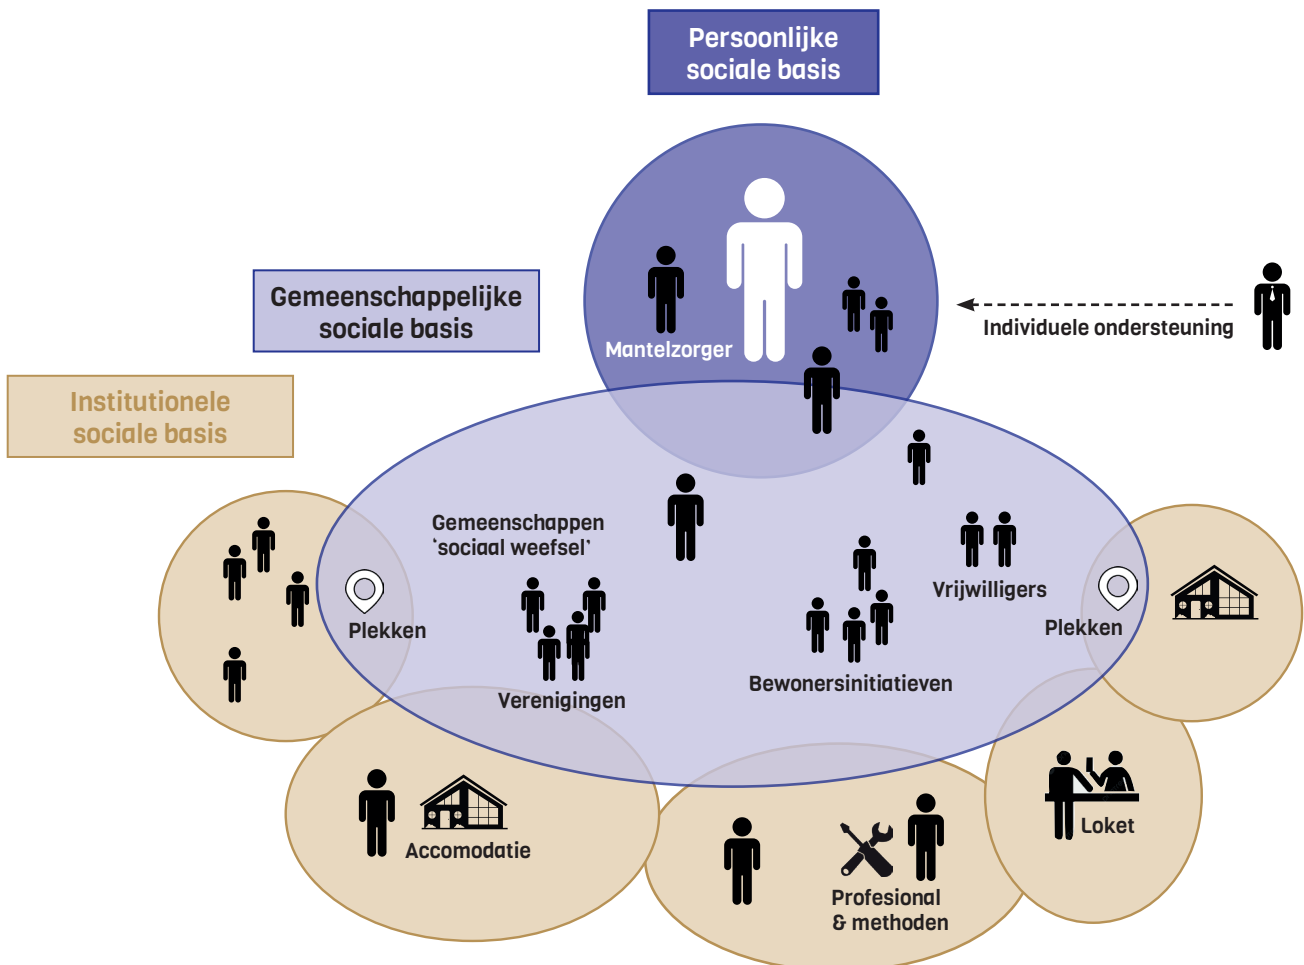 Persoonlijke
sociale basis
Gemeenschappelijke
sociale basis
Institutionele
sociale basis
Mantelzorger
Individuele ondersteuning
Gemeenschappen
'sociaal weefsel'
Plekken
Verenigingen
Bewonersinitiatieven
Vrijwilligers
Plekken
Accomodatie
Profesional
& methoden
Loket